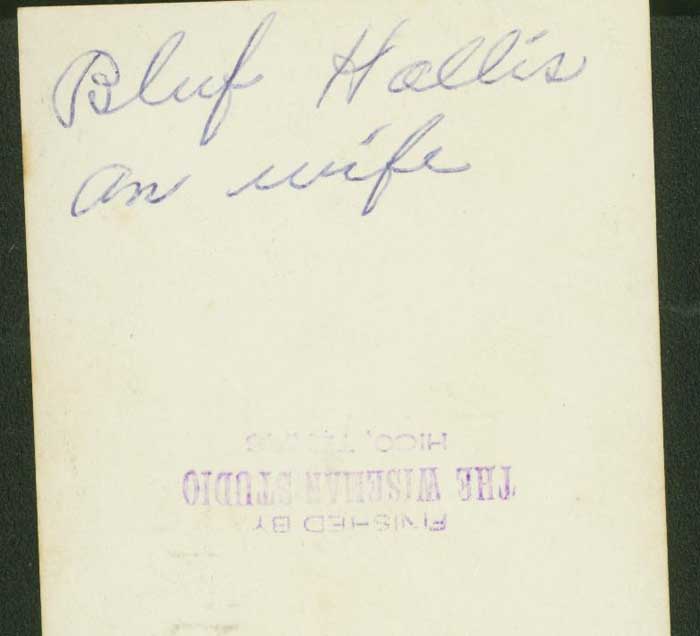 Bluf Hollis
an wife
FINISHED BY
THE WISEMAN STUDIO
HICO, TEXAS